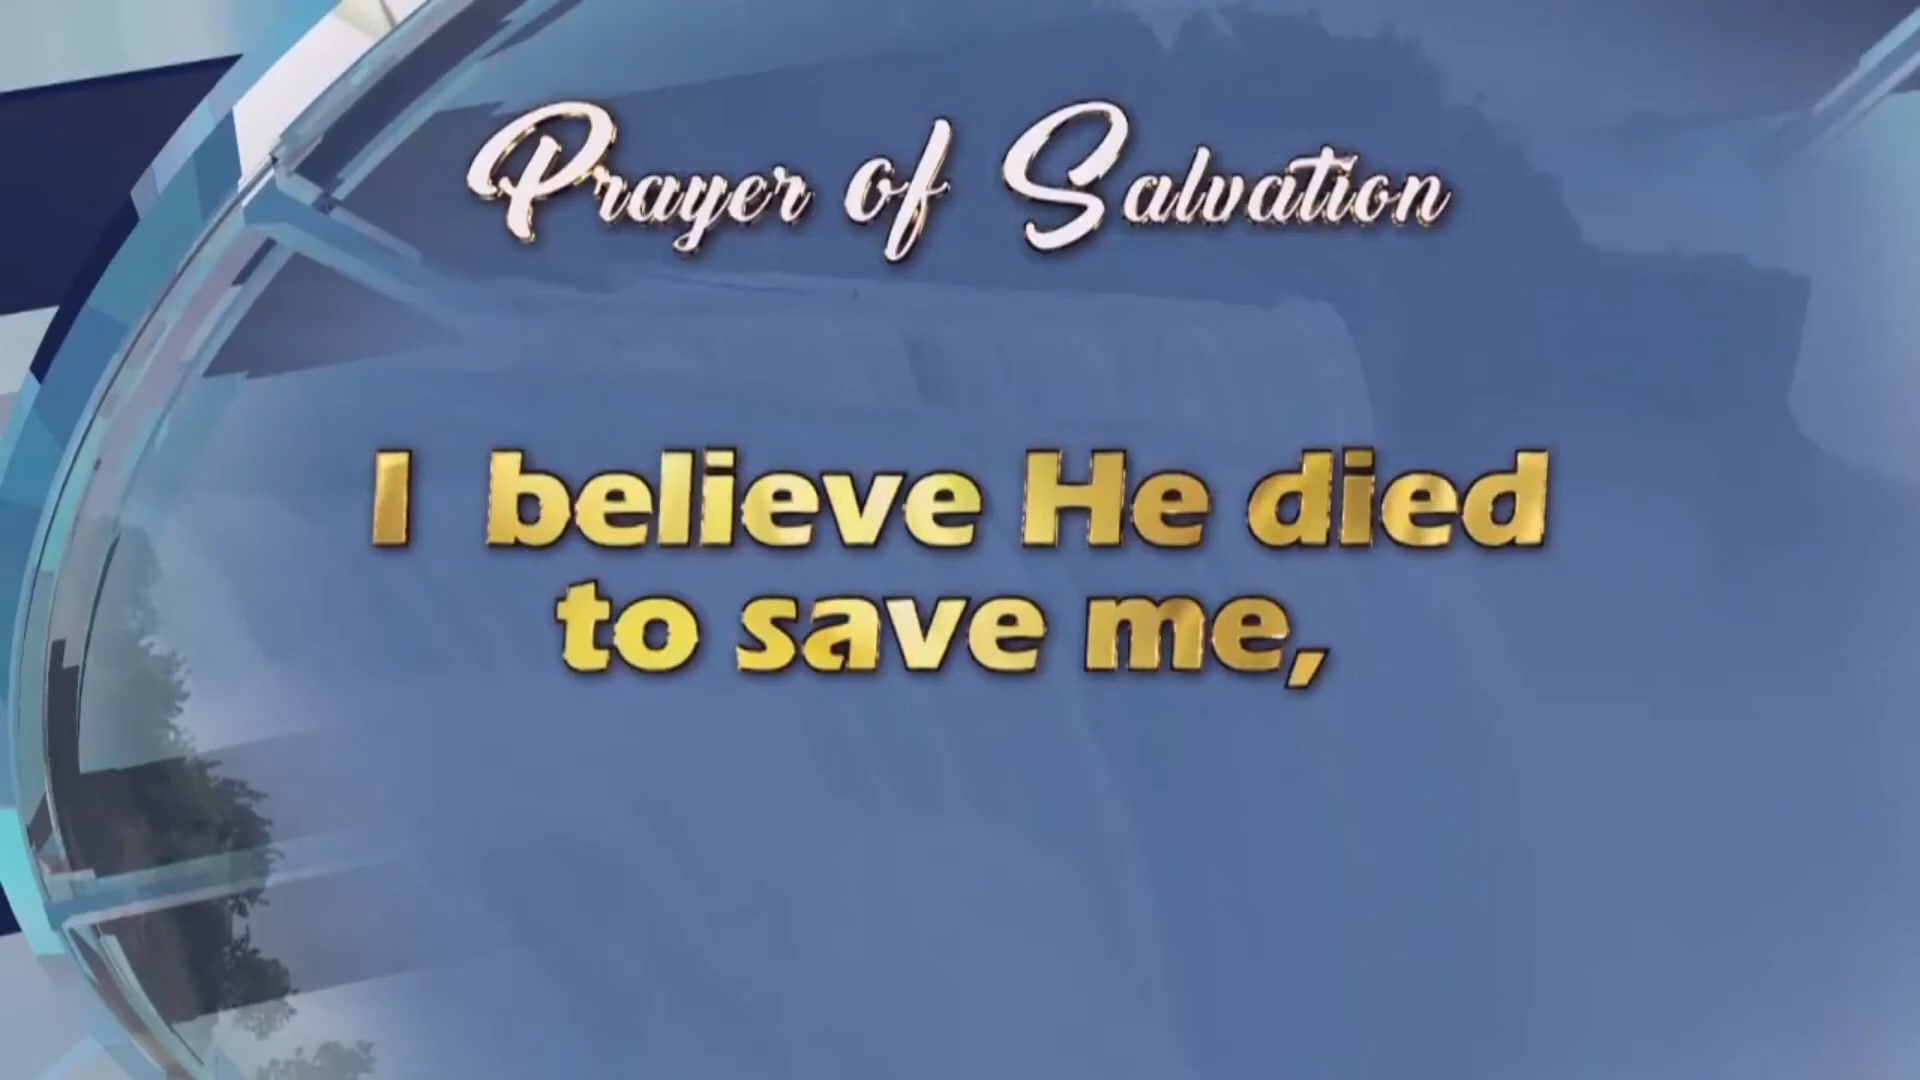 Prayer of Salvation
I believe He died
to save me,